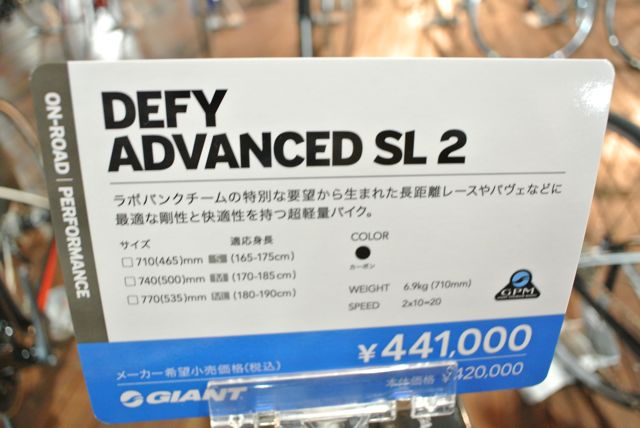 ON-ROAD | PERFORMANCE
DEFY
ADVANCED SL 2
ラボバンクチームの特別な要望から生まれた長距離レースやパヴェなどに
最適な剛性と快適性を持つ超軽量バイク。
サイズ 適応身長
710(465)mm S (165-175cm)
740(500)mm M (170-185cm)
770(535)mm ML (180-190cm)
COLOR
カーボン
WEIGHT 6.9kg (710mm)
SPEED 2x10=20
GPM
メーカー希望小売価格(税込) ¥441,000
本体価格 ¥420,000
GIANT